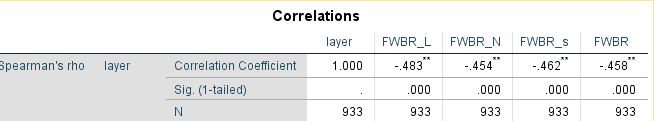 Correlations
layer FWBR_L FWBR_N FWBR_s FWBR
Spearman's rho layer Correlation Coefficient 1.000 -.483** -.454** -.462** -.458**
Sig. (1-tailed) . .000 .000 .000 .000
N 933 933 933 933 933